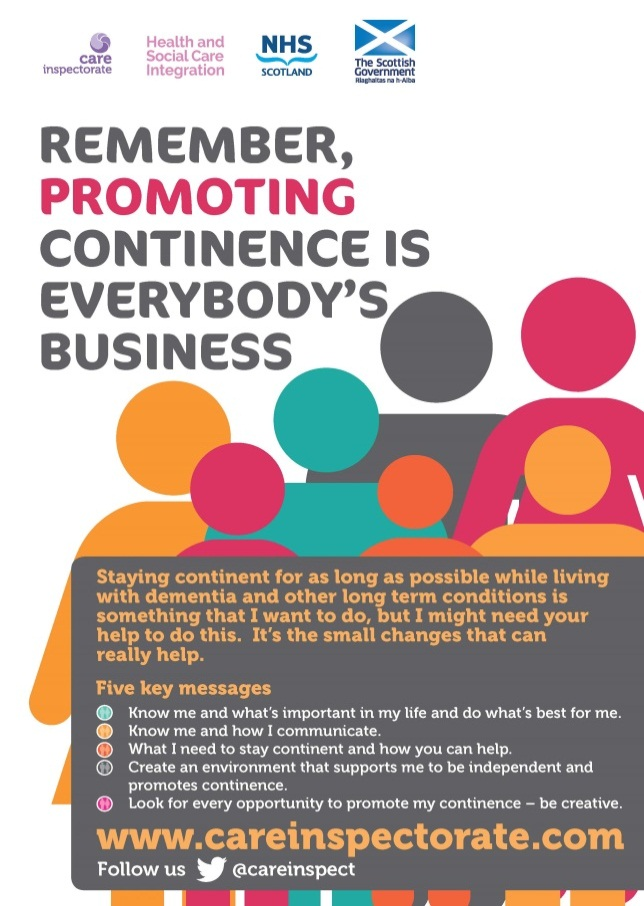 care
inspectorate
Health and
Social Care
Integration
NHS
SCOTLAND
The Scottish
Government
Riaghaltas na h-Alba
REMEMBER,
PROMOTING
CONTINENCE IS
EVERYBODY'S
BUSINESS
Staying continent for as long as possible while living
with dementia and other long term conditions is
something that I want to do, but I might need your
help to do this.  It's the small changes that can
really help.
Five key messages
Know me and what's important in my life and do what's best for me.
Know me and how I communicate.
What I need to stay continent and how you can help.
Create an environment that supports me to be independent and
promotes continence.
Look for every opportunity to promote my continence – be creative.
www.careinspectorate.com
Follow us @careinspect